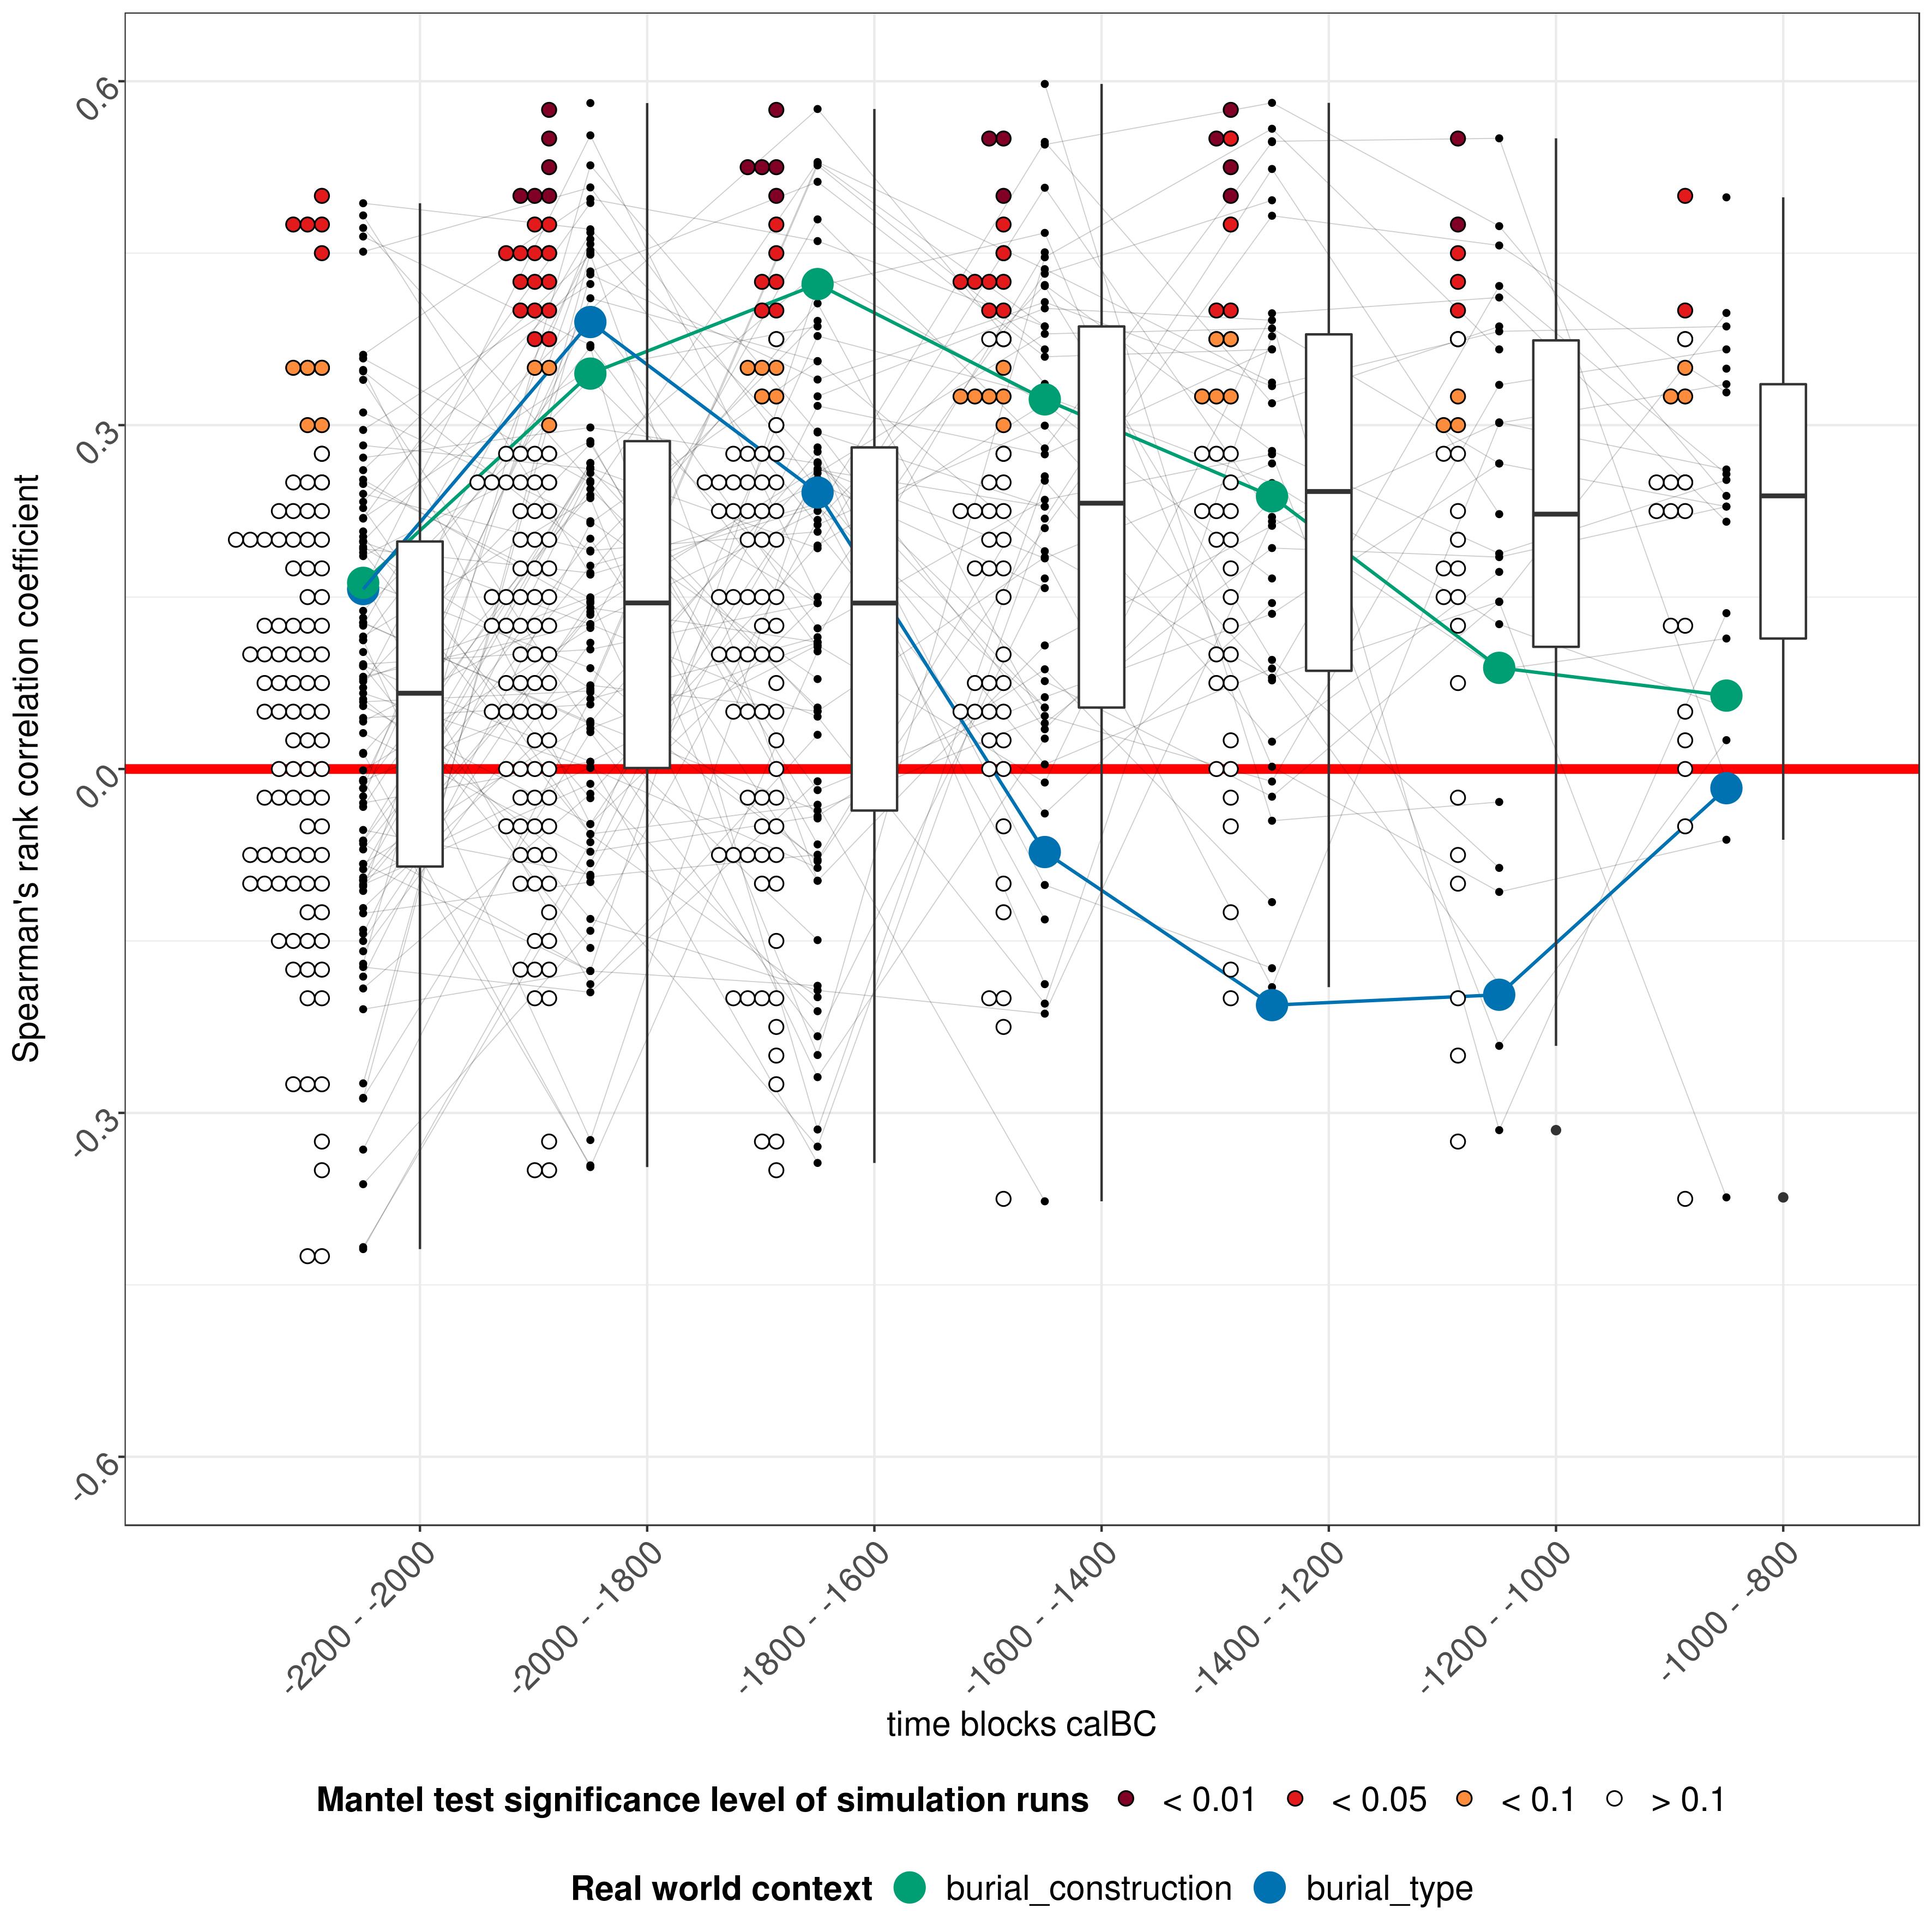 Spearman's rank correlation coefficient
0.6
0.3
0.0
-0.3
-0.6
-2200 - -2000
-2000 - -1800
-1800 - -1600
-1600 - -1400
-1400 - -1200
-1200 - -1000
-1000 - -800
time blocks calBC
Mantel test significance level of simulation runs < 0.01 < 0.05 < 0.1 > 0.1
Real world context burial_construction burial_type